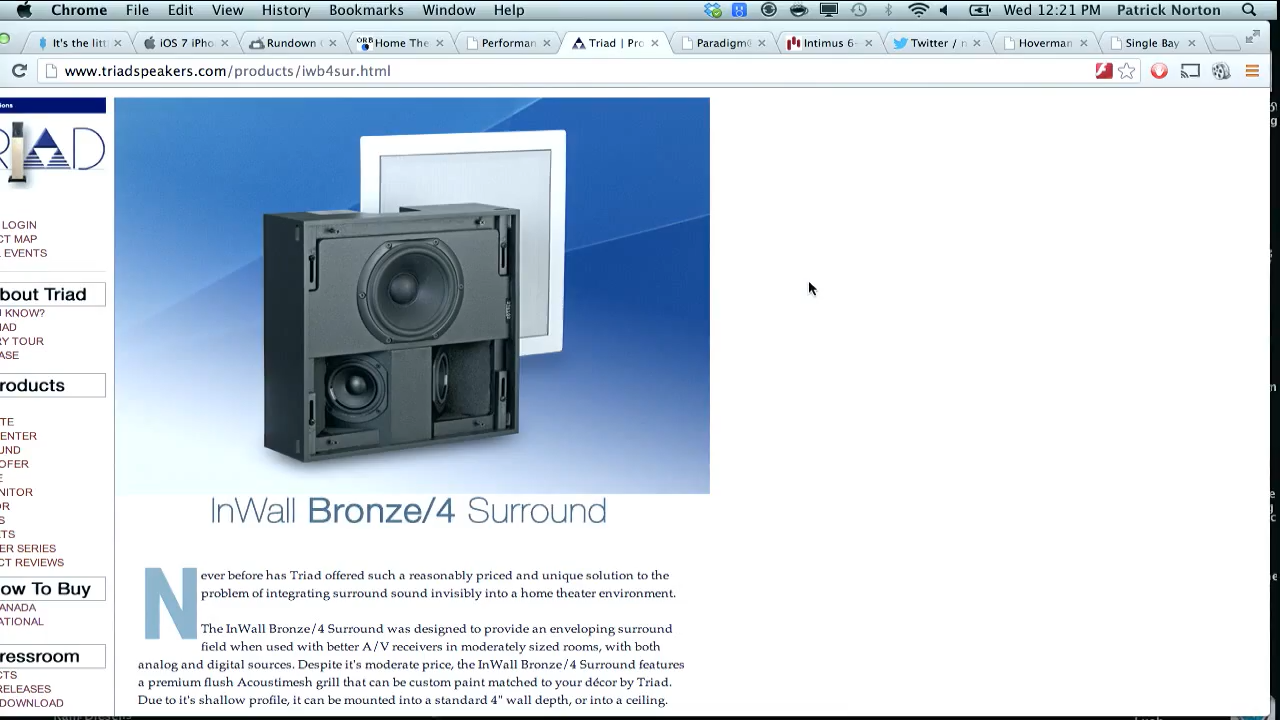 Chrome File Edit View History Bookmarks Window Help Wed 12:21 PM Patrick Norton
It's the litt iOS 7 iPho Rundown Home The Performan Triad | Pro Paradigm® Intimus 6 Twitter / n Hoverman Single Bay
www.triadspeakers.com/products/iwb4sur.html
ions
RIAD
LOGIN
CT MAP
EVENTS
bout Triad
U KNOW?
IAD
RY TOUR
ASE
roducts
TE
CENTER
UND
OFER
E
NITOR
OR
S
TS
ER SERIES
CT REVIEWS
ow To Buy
ANADA
ATIONAL
ressroom
CTS
RELEASES
DOWNLOAD
InWall Bronze/4 Surround
Never before has Triad offered such a reasonably priced and unique solution to the
problem of integrating surround sound invisibly into a home theater environment.
The InWall Bronze/4 Surround was designed to provide an enveloping surround
field when used with better A/V receivers in moderately sized rooms, with both
analog and digital sources. Despite it's moderate price, the InWall Bronze/4 Surround features
a premium flush Acoustimesh grill that can be custom paint matched to your décor by Triad.
Due to it's shallow profile, it can be mounted into a standard 4" wall depth, or into a ceiling.